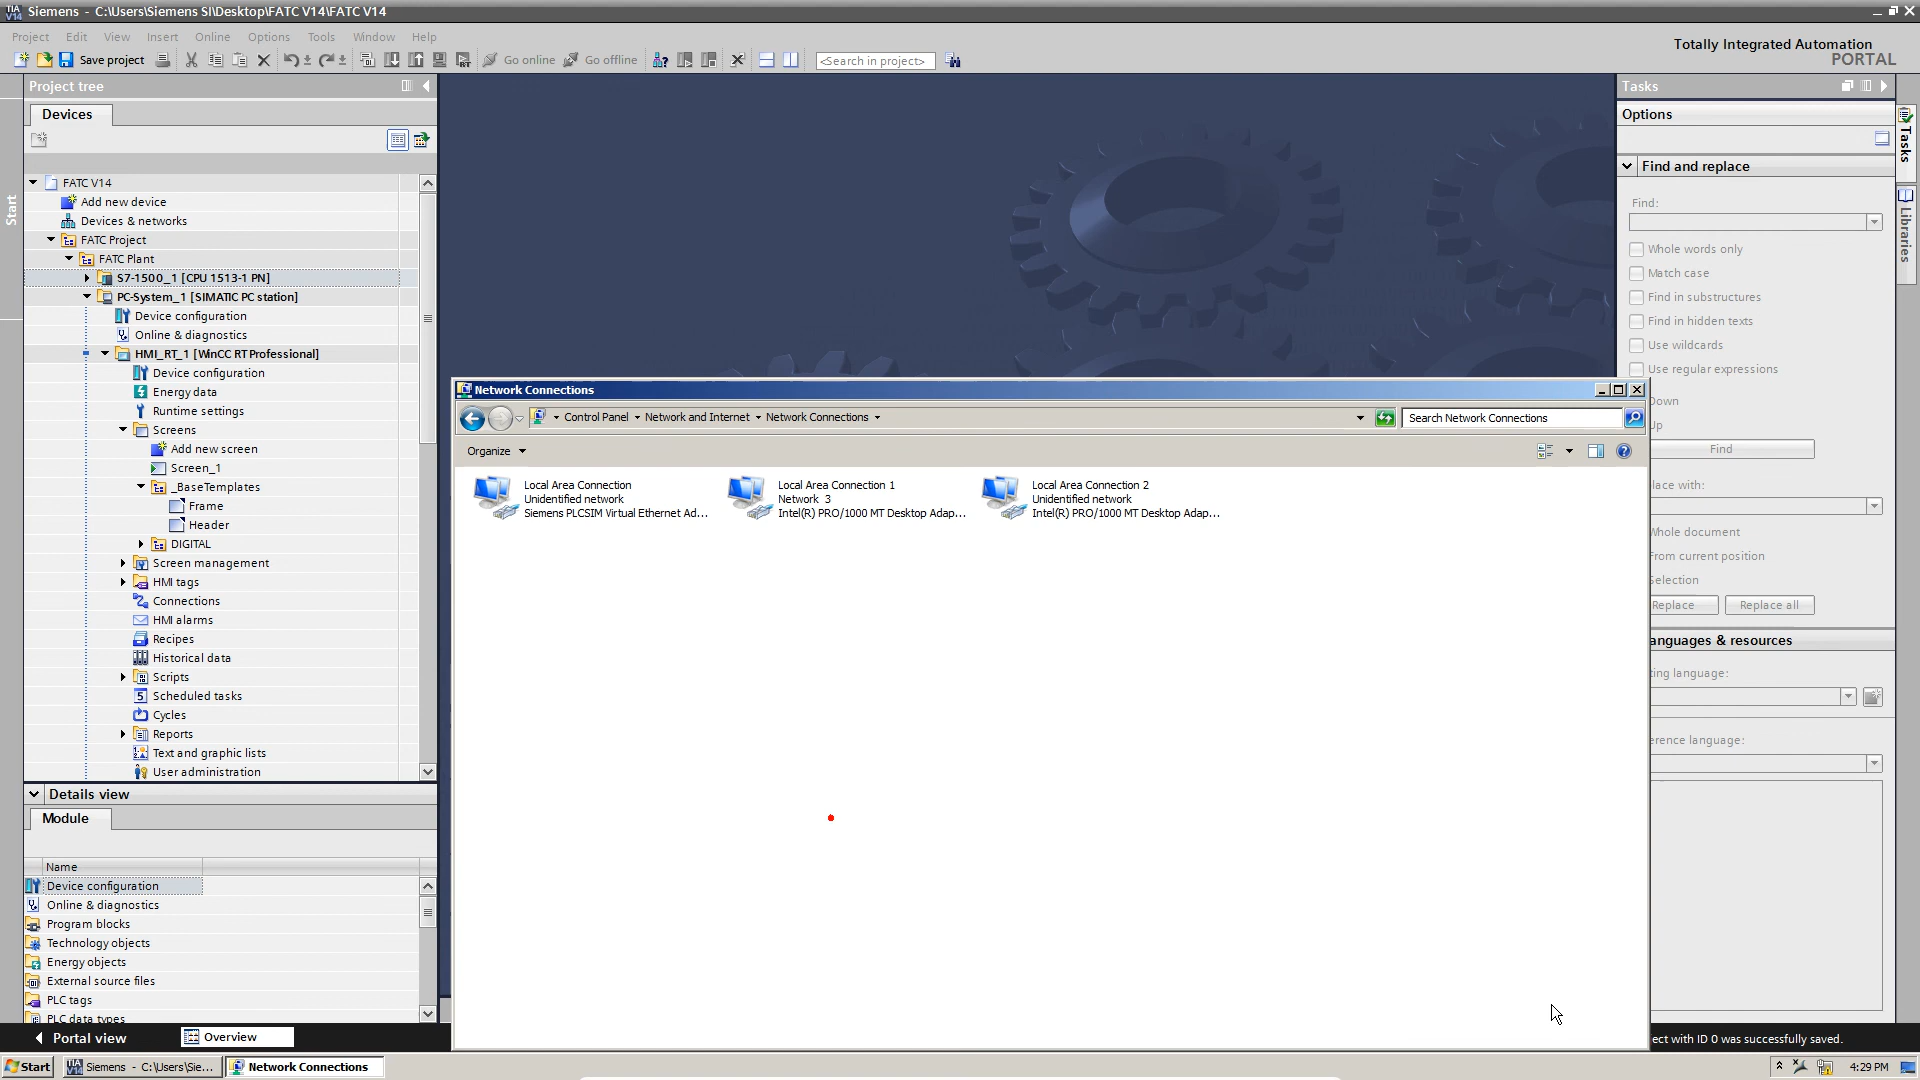 Siemens - C:\Users\Siemens SI\Desktop\FATC V14\FATC V14
Project Edit View Insert Online Options Tools Window Help
Totally Integrated Automation
PORTAL
Save project
Go online
Go offline
<Search in project>
Project tree
Devices
Start
FATC V14
Add new device
Devices & networks
FATC Project
FATC Plant
S7-1500_1 [CPU 1513-1 PN]
PC-System_1 [SIMATIC PC station]
Device configuration
Online & diagnostics
HMI_RT_1 [WinCC RT Professional]
Device configuration
Energy data
Runtime settings
Screens
Add new screen
Screen_1
_BaseTemplates
Frame
Header
DIGITAL
Screen management
HMI tags
Connections
HMI alarms
Recipes
Historical data
Scripts
Scheduled tasks
Cycles
Reports
Text and graphic lists
User administration
Details view
Module
Name
Device configuration
Online & diagnostics
Program blocks
Technology objects
Energy objects
External source files
PLC tags
PLC data types
Portal view
Overview
Network Connections
Control Panel Network and Internet Network Connections
Search Network Connections
Organize
Local Area Connection
Unidentified network
Siemens PLCSIM Virtual Ethernet Ad...
Local Area Connection 1
Network 3
Intel(R) PRO/1000 MT Desktop Adap...
Local Area Connection 2
Unidentified network
Intel(R) PRO/1000 MT Desktop Adap...
Tasks
Options
Find and replace
Find:
Whole words only
Match case
Find in substructures
Find in hidden texts
Use wildcards
Use regular expressions
Down
Up
Find
lace with:
Whole document
From current position
Selection
Replace
Replace all
anguages & resources
ting language:
erence language:
Tasks
Libraries
ect with ID 0 was successfully saved.
Start
Siemens - C:\Users\Sie...
Network Connections
4:29 PM